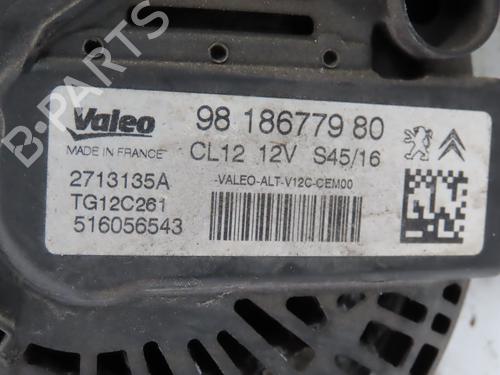 Valeo
98 186779 80
MADE IN FRANCE
CL12 12V S45/16
2713135A
-VALEO-ALT-V12C-CEM00
TG12C261
516056543
B-PARTS